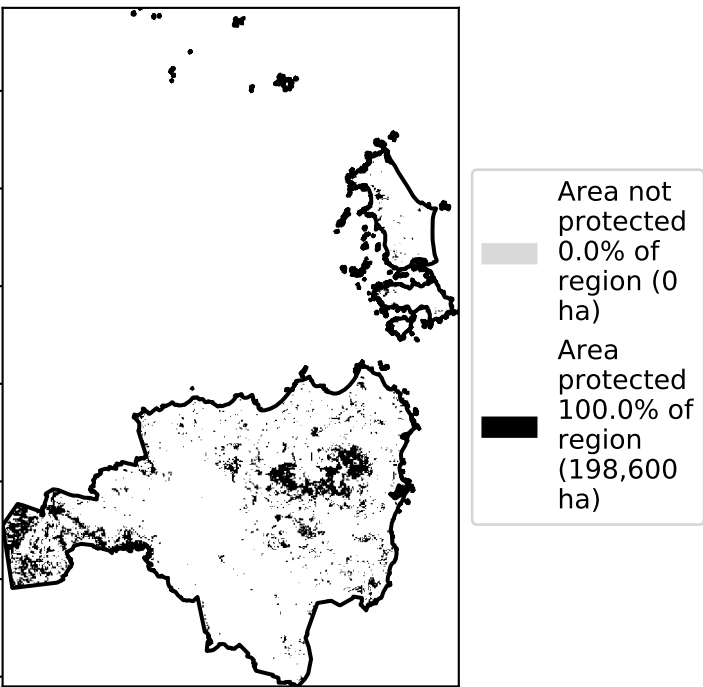 Area not
protected
0.0% of
region (0
ha)
Area
protected
100.0% of
region
(198,600
ha)